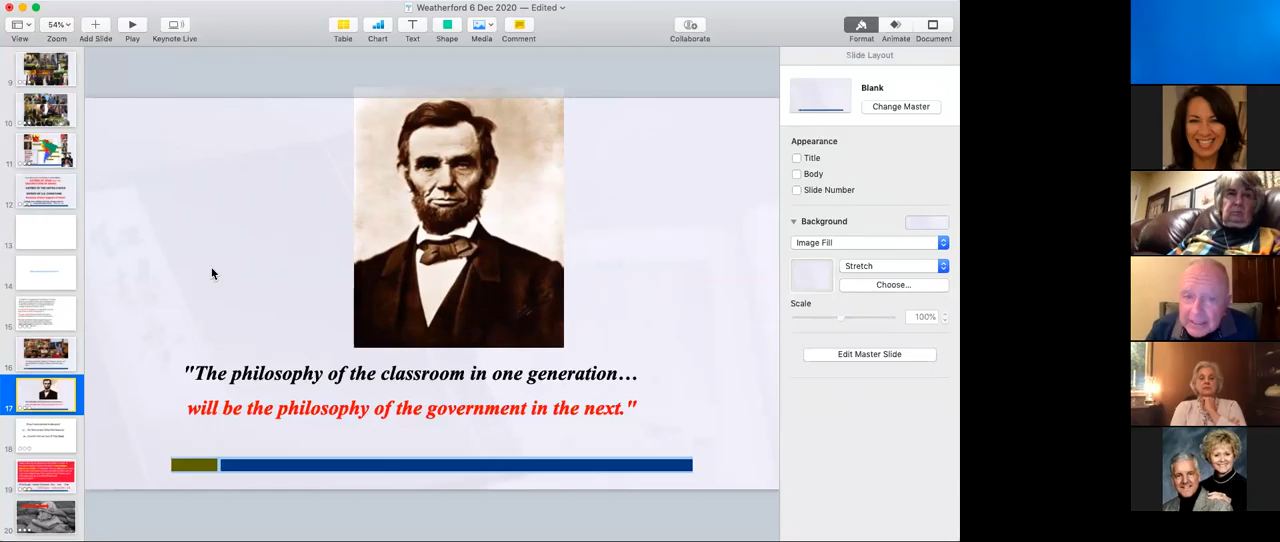 Weatherford 6 Dec 2020 — Edited
54%
View
Zoom
Add Slide
Play
Keynote Live
Table
Chart
Text
Shape
Media
Comment
Collaborate
Format
Animate
Document
Slide Layout
Blank
Change Master
Appearance
Title
Body
Slide Number
Background
Image Fill
Stretch
Choose...
Scale
100%
Edit Master Slide
9
10
11
12
13
14
15
16
17
18
19
20
"The philosophy of the classroom in one generation…
will be the philosophy of the government in the next."